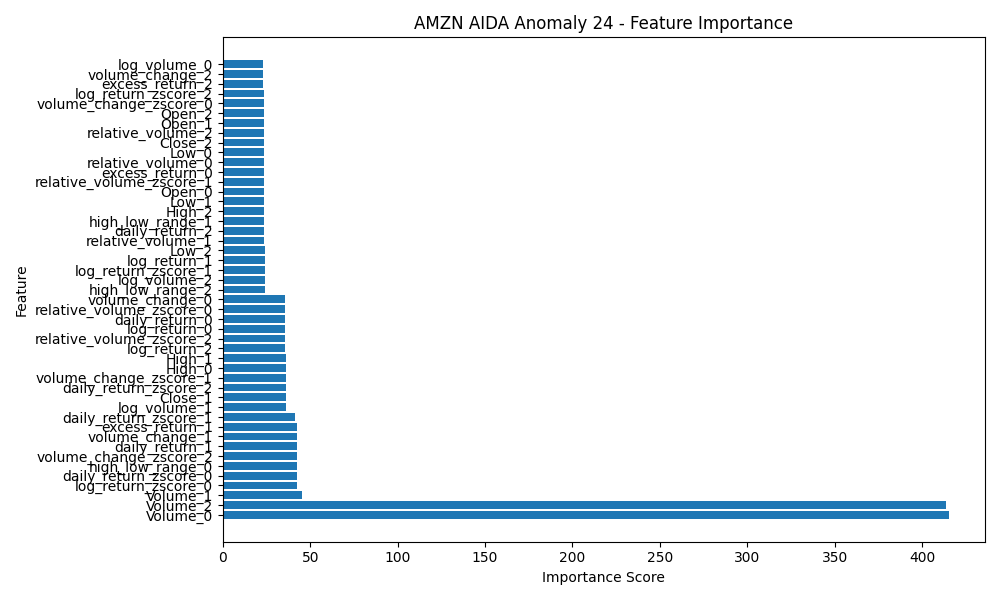 AMZN AIDA Anomaly 24 - Feature Importance
log_volume_0
volume_change_2
excess_return_2
log_return_zscore_2
volume_change_zscore_0
Open_2
Open_1
relative_volume_2
Close_2
Low_0
relative_volume_0
excess_return_0
relative_volume_zscore_1
Open_0
Low_1
High_2
high_low_range_1
daily_return_2
relative_volume_1
Low_2
log_return_1
log_return_zscore_1
log_volume_2
high_low_range_2
volume_change_0
relative_volume_zscore_0
daily_return_0
log_return_0
relative_volume_zscore_2
log_return_2
High_1
High_0
volume_change_zscore_1
daily_return_zscore_2
Close_1
log_volume_1
daily_return_zscore_1
excess_return_1
volume_change_1
daily_return_1
volume_change_zscore_2
high_low_range_0
daily_return_zscore_0
log_return_zscore_0
Volume_1
Volume_2
Volume_0
Feature
0 50 100 150 200 250 300 350 400
Importance Score